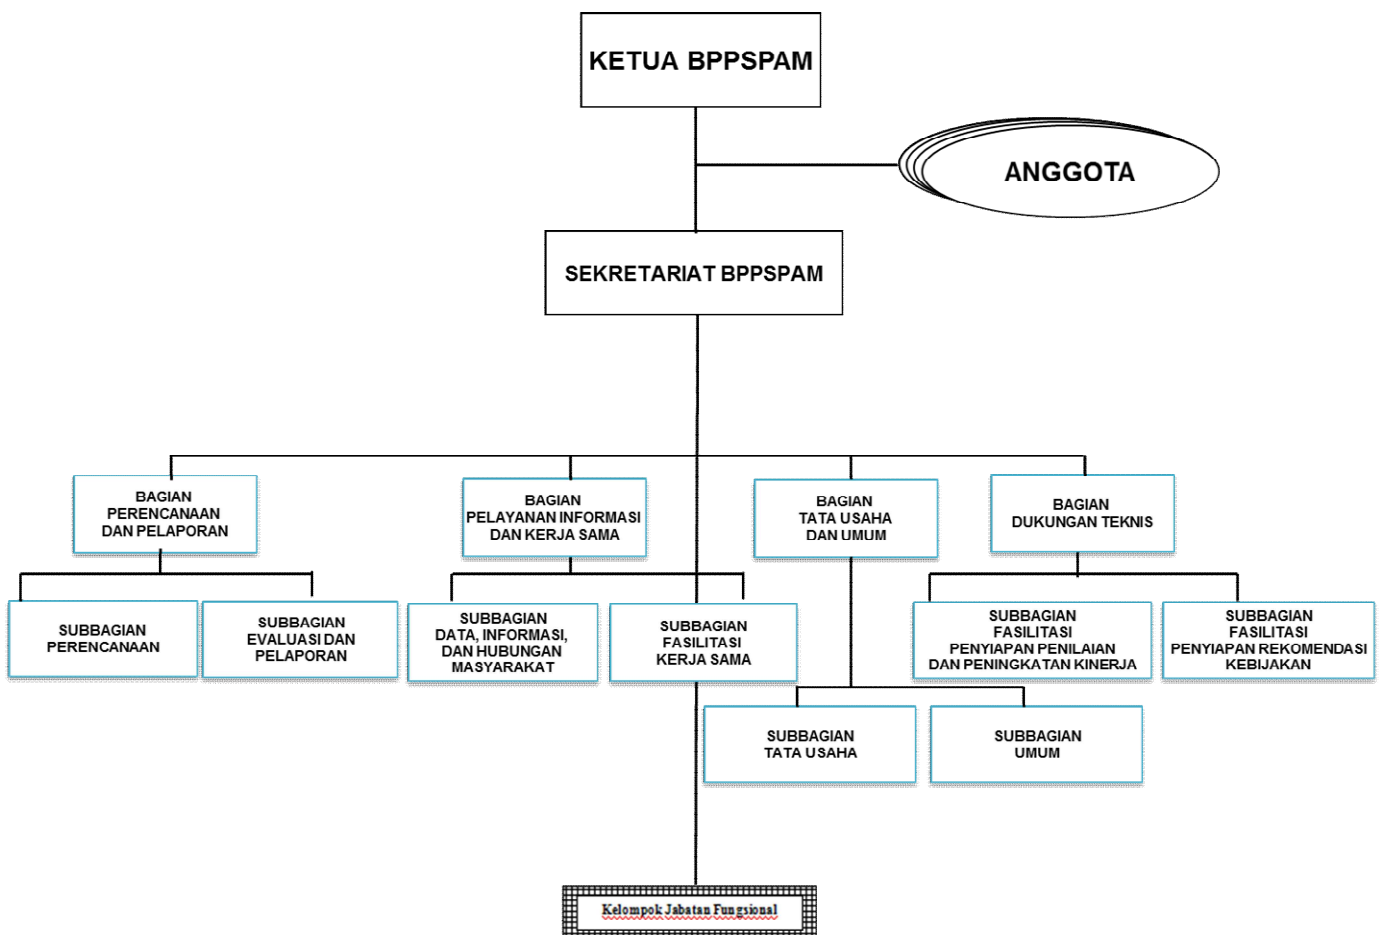 KETUA BPPSPAM
ANGGOTA
SEKRETARIAT BPPSPAM
BAGIAN
PERENCANAAN
DAN PELAPORAN
BAGIAN
PELAYANAN INFORMASI
DAN KERJA SAMA
BAGIAN
TATA USAHA
DAN UMUM
BAGIAN
DUKUNGAN TEKNIS
SUBBAGIAN
PERENCANAAN
SUBBAGIAN
EVALUASI DAN
PELAPORAN
SUBBAGIAN
DATA, INFORMASI,
DAN HUBUNGAN
MASYARAKAT
SUBBAGIAN
FASILITASI
KERJA SAMA
SUBBAGIAN
FASILITASI
PENYIAPAN PENILAIAN
DAN PENINGKATAN KINERJA
SUBBAGIAN
FASILITASI
PENYIAPAN REKOMENDASI
KEBIJAKAN
SUBBAGIAN
TATA USAHA
SUBBAGIAN
UMUM
Kelompok Jabatan Fungsional